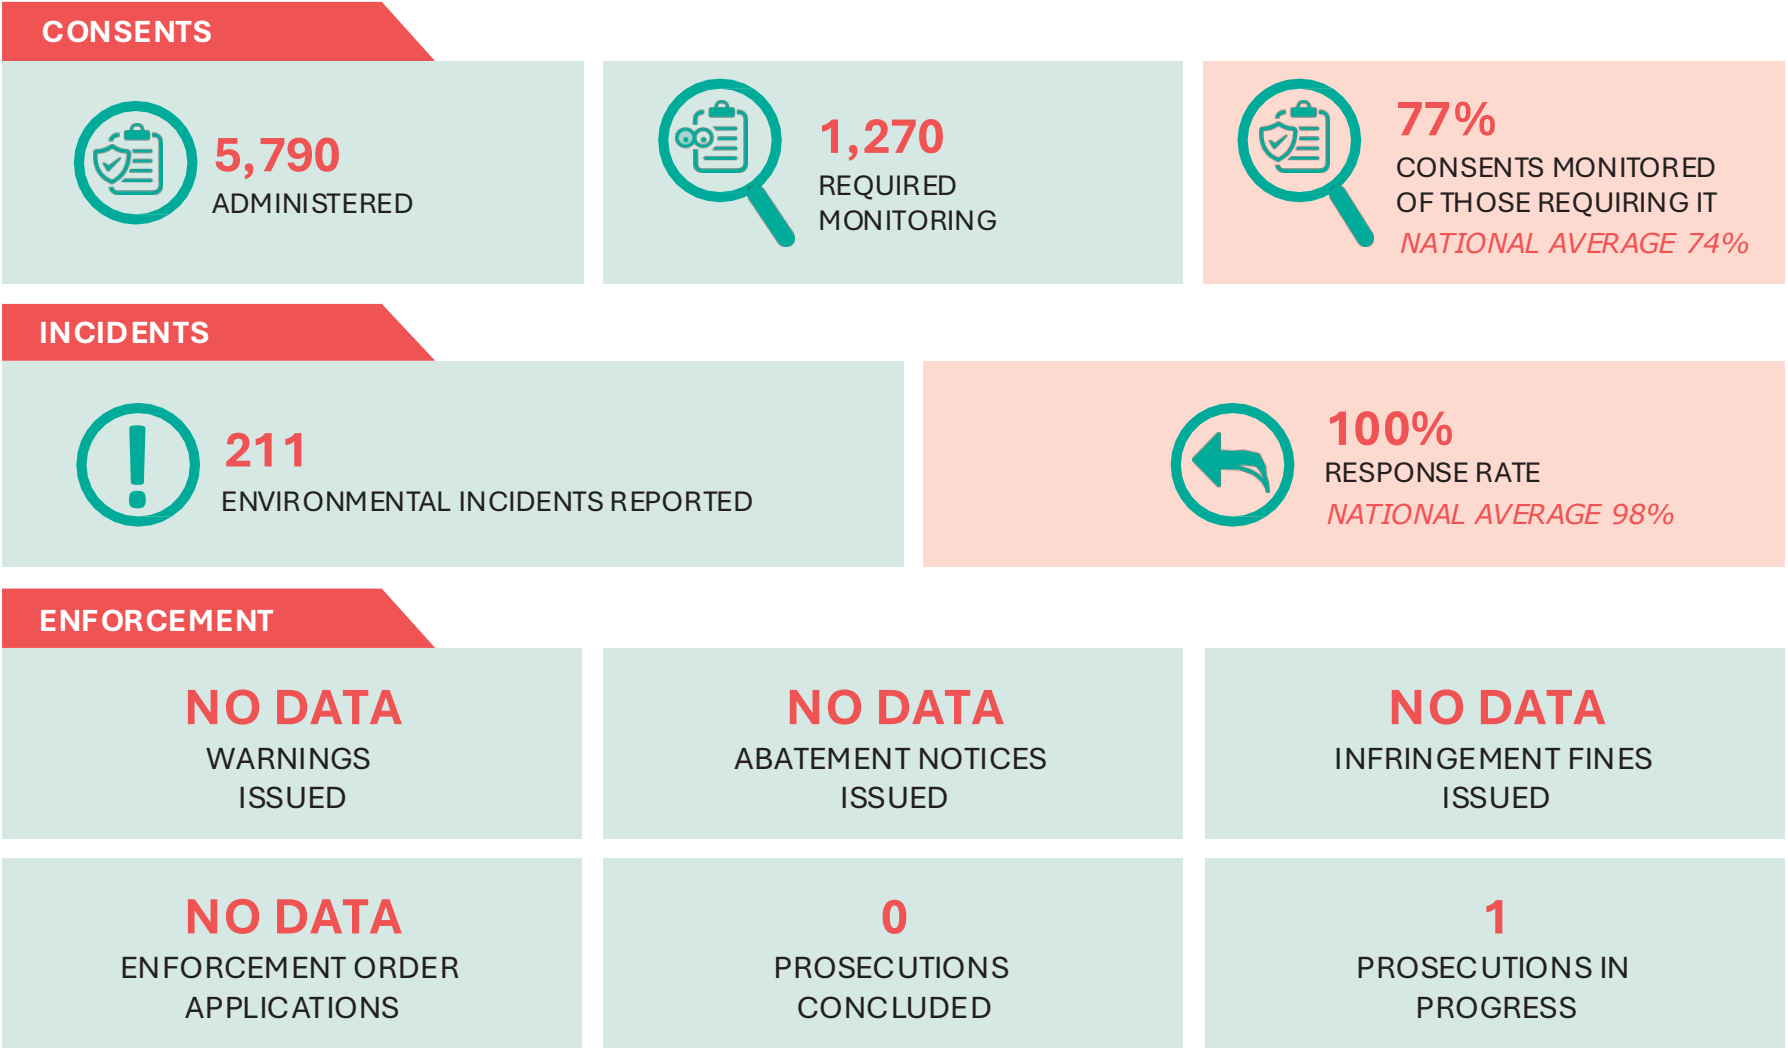 CONSENTS
5,790
ADMINISTERED
1,270
REQUIRED
MONITORING
77%
CONSENTS MONITORED
OF THOSE REQUIRING IT
NATIONAL AVERAGE 74%
INCIDENTS
211
ENVIRONMENTAL INCIDENTS REPORTED
100%
RESPONSE RATE
NATIONAL AVERAGE 98%
ENFORCEMENT
NO DATA
WARNINGS
ISSUED
NO DATA
ABATEMENT NOTICES
ISSUED
NO DATA
INFRINGEMENT FINES
ISSUED
NO DATA
ENFORCEMENT ORDER
APPLICATIONS
0
PROSECUTIONS
CONCLUDED
1
PROSECUTIONS IN
PROGRESS